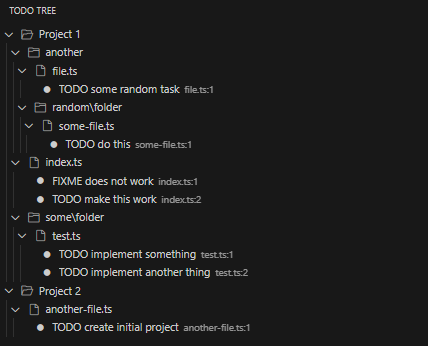 TODO TREE
Project 1
another
file.ts
TODO some random task file.ts:1
random\folder
some-file.ts
TODO do this some-file.ts:1
index.ts
FIXME does not work index.ts:1
TODO make this work index.ts:2
some\folder
test.ts
TODO implement something test.ts:1
TODO implement another thing test.ts:2
Project 2
another-file.ts
TODO create initial project another-file.ts:1